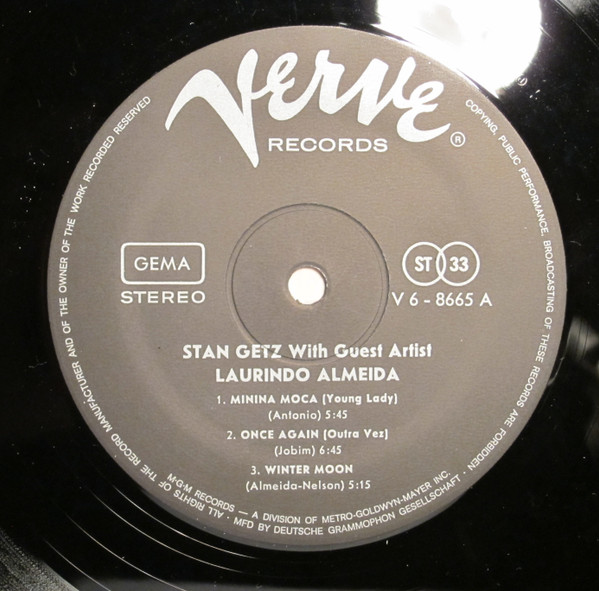 Verve
RECORDS
®
GEMA
STEREO
ST 33
V 6 - 8665 A
STAN GETZ With Guest Artist
LAURINDO ALMEIDA
1. MININA MOCA (Young Lady)
(Antonio) 5:45
2. ONCE AGAIN (Outra Vez)
(Jobim) 6:45
3. WINTER MOON
(Almeida-Nelson) 5:15
M-G-M RECORDS — A DIVISION OF METRO-GOLDWYN-MAYER INC.
ALL RIGHTS OF THE RECORD MANUFACTURER AND OF THE OWNER OF THE WORK RECORDED RESERVED
COPYING, PUBLIC PERFORMANCE, BROADCASTING OF THESE RECORDS ARE FORBIDDEN
· MFD BY DEUTSCHE GRAMMOPHON GESELLSCHAFT ·